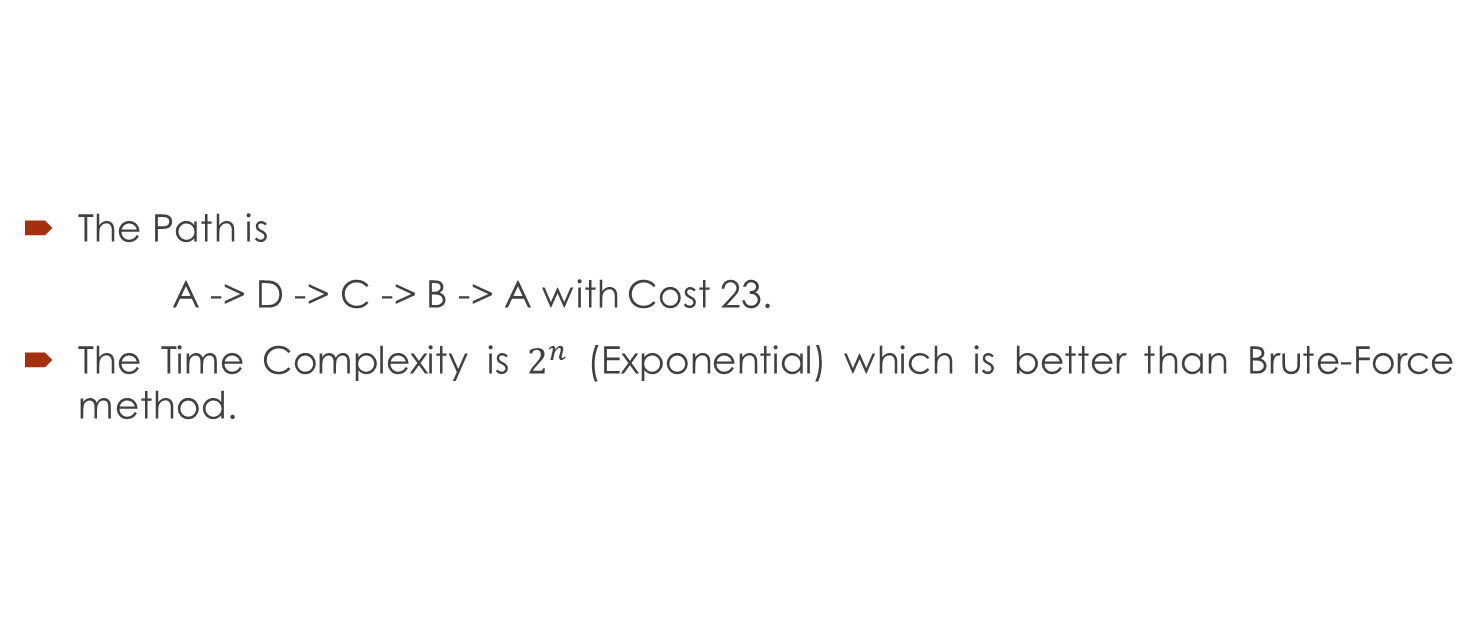 The Path is
A -> D -> C -> B -> A with Cost 23.
The Time Complexity is 2ⁿ (Exponential) which is better than Brute-Force
method.